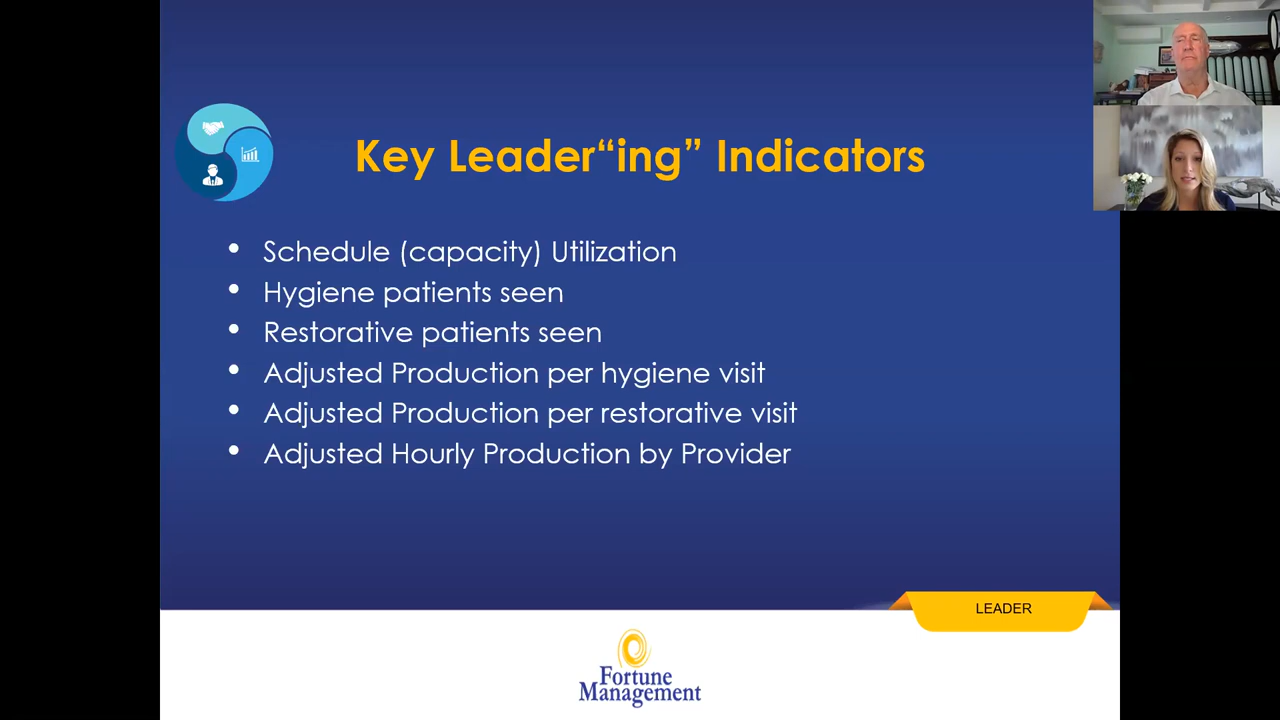 Key Leader“ing” Indicators
• Schedule (capacity) Utilization
• Hygiene patients seen
• Restorative patients seen
• Adjusted Production per hygiene visit
• Adjusted Production per restorative visit
• Adjusted Hourly Production by Provider
LEADER
Fortune
Management